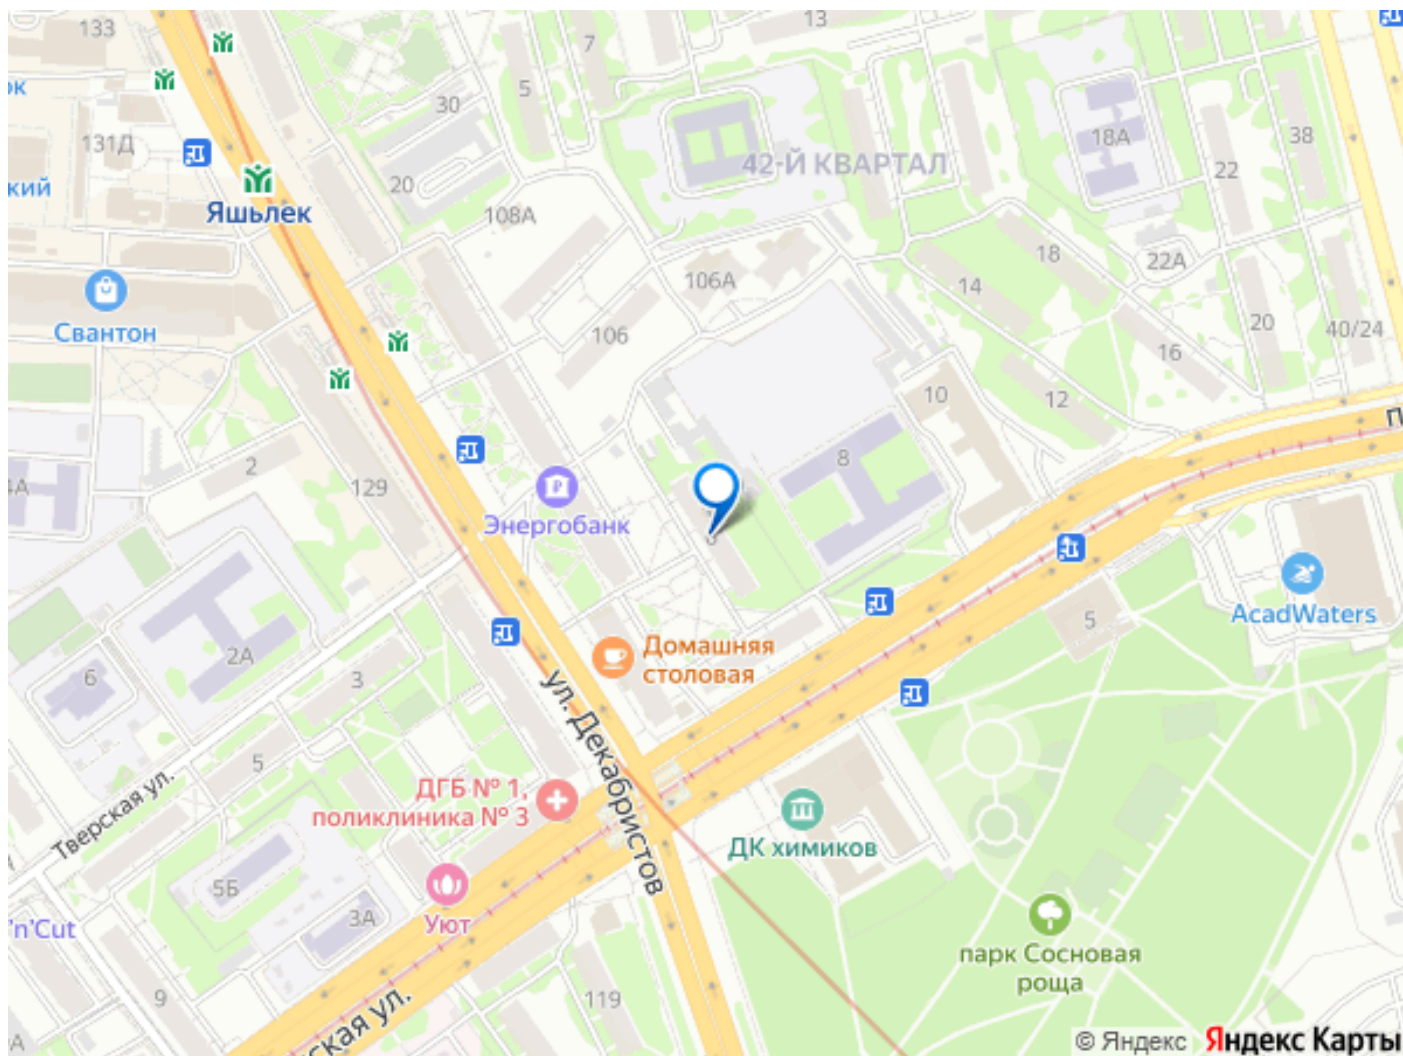 133
7
13
5
30
131Д
20
ок
кий
Яшьлек
108А
42-Й КВАРТАЛ
18А
38
22
18
22А
14
106А
106
Свантон
20
40/24
16
10
12
П
8
2
4А
129
Энергобанк
2А
6
3
5
Домашняя
столовая
5
AcadWaters
ул. Декабристов
Тверская ул.
ДГБ № 1,
поликлиника № 3
ДК химиков
5Б
3А
Уют
'n'Cut
9
119
ская ул.
парк Сосновая
роща
А
© Яндекс Яндекс Карты